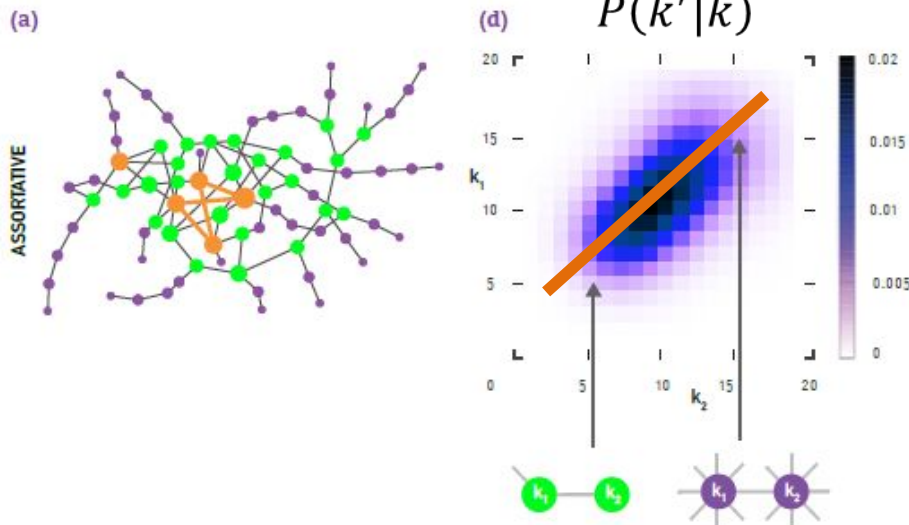 (a)
(d)
P(k′|k)
ASSORTATIVE
20
15
k₁
10
5
0
5
10
15
20
k₂
0.02
0.015
0.01
0.005
0
k₁
k₂
k₁
k₂